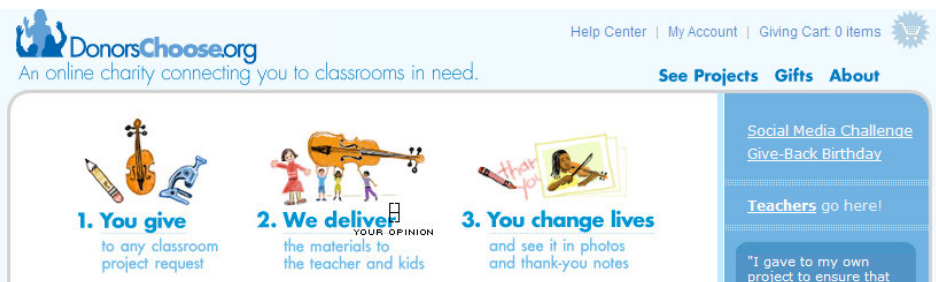 Help Center | My Account | Giving Cart: 0 items
DonorsChoose.org
An online charity connecting you to classrooms in need.
See Projects Gifts About
thank
you
1. You give
to any classroom
project request
2. We deliver
YOUR OPINION
the materials to
the teacher and kids
3. You change lives
and see it in photos
and thank-you notes
Social Media Challenge
Give-Back Birthday
Teachers go here!
"I gave to my own
project to ensure that